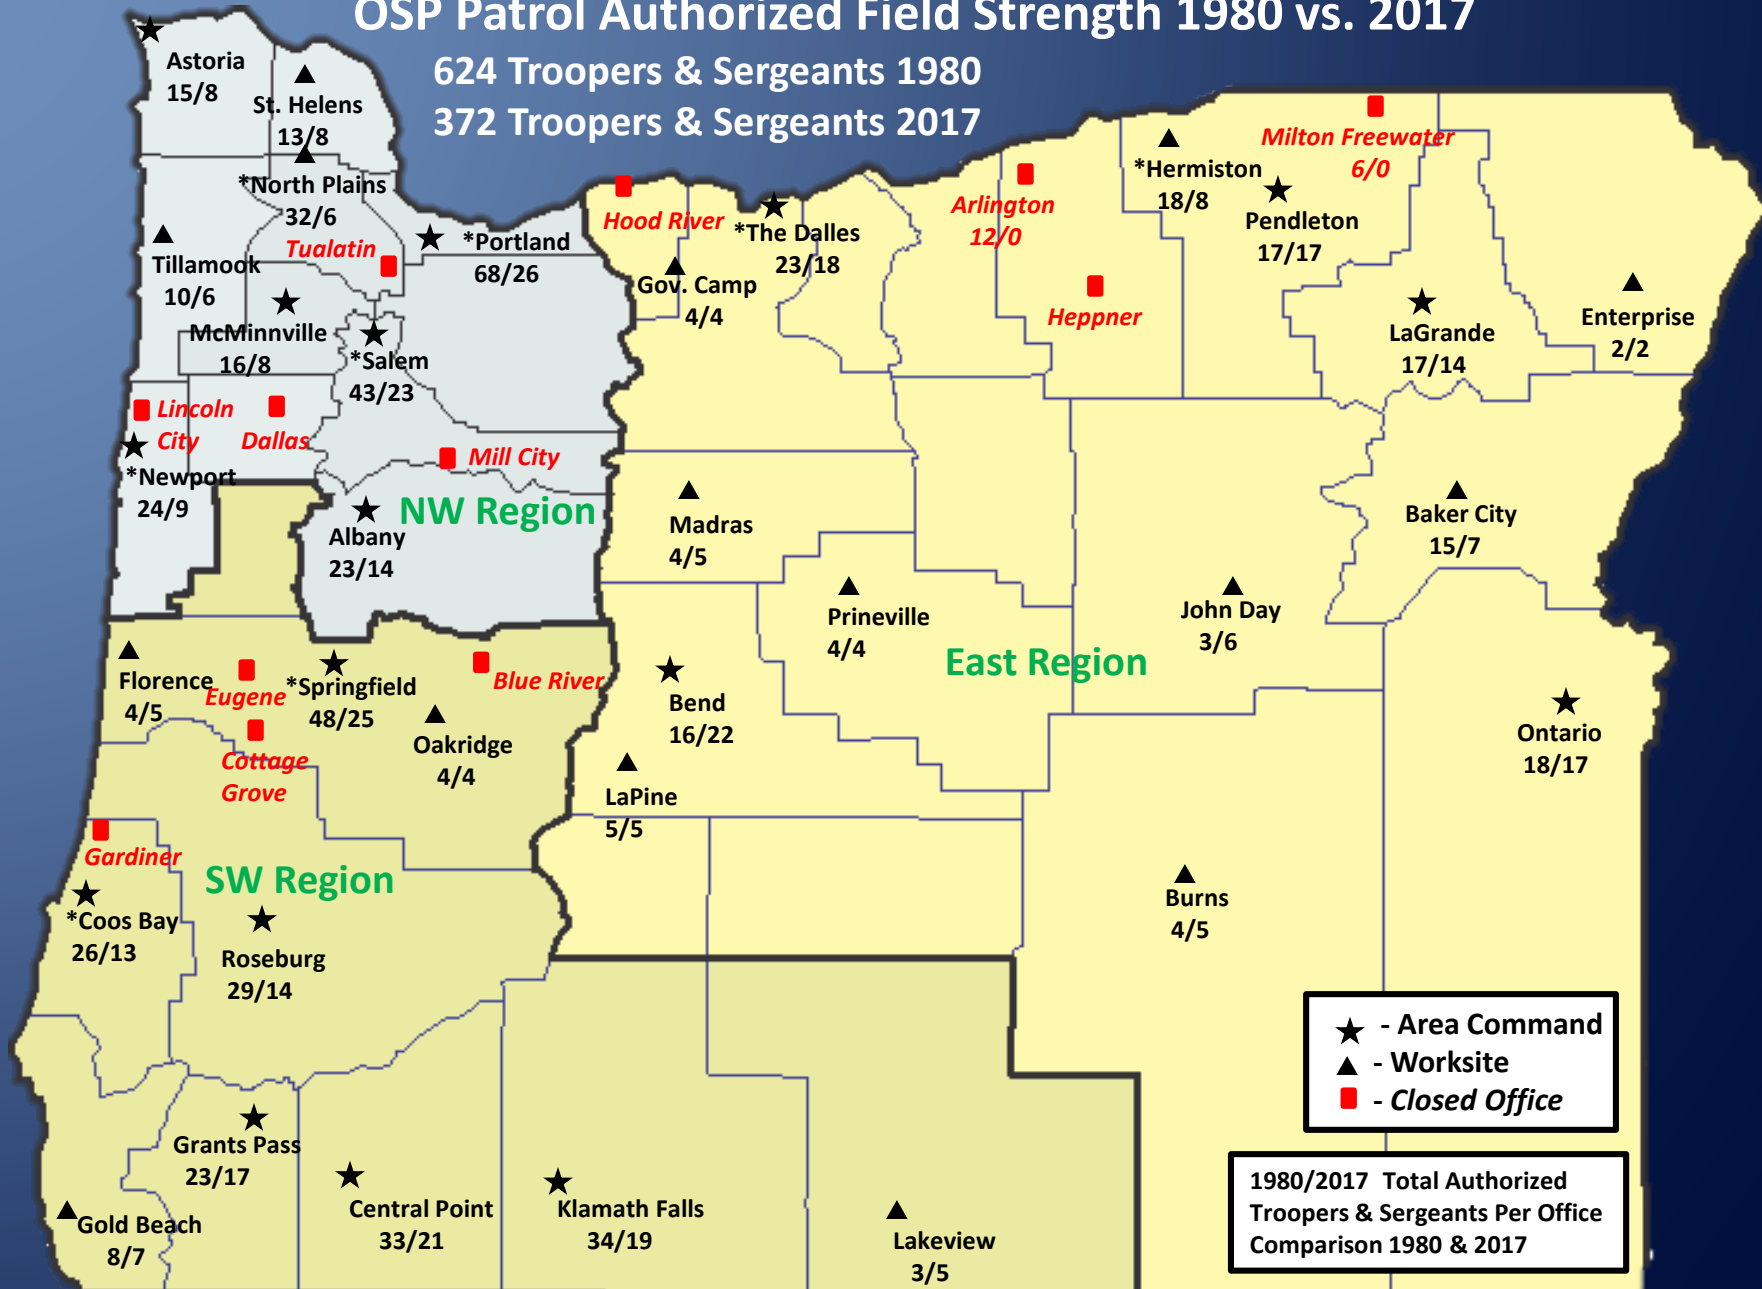 OSP Patrol Authorized Field Strength 1980 vs. 2017
624 Troopers & Sergeants 1980
372 Troopers & Sergeants 2017
Astoria
15/8
St. Helens
13/8
*North Plains
32/6
Tualatin
*Portland
68/26
Tillamook
10/6
McMinnville
16/8
*Salem
43/23
Lincoln
City
Dallas
Mill City
*Newport
24/9
NW Region
Albany
23/14
Hood River
*The Dalles
23/18
Gov. Camp
4/4
Arlington
12/0
Heppner
*Hermiston
18/8
Pendleton
17/17
Milton Freewater
6/0
LaGrande
17/14
Enterprise
2/2
Madras
4/5
Prineville
4/4
Baker City
15/7
John Day
3/6
East Region
Bend
16/22
LaPine
5/5
Ontario
18/17
Burns
4/5
Florence
4/5
Eugene
*Springfield
48/25
Blue River
Oakridge
4/4
Cottage
Grove
Gardiner
SW Region
*Coos Bay
26/13
Roseburg
29/14
Grants Pass
23/17
Gold Beach
8/7
Central Point
33/21
Klamath Falls
34/19
Lakeview
3/5
- Area Command
- Worksite
- Closed Office
1980/2017 Total Authorized
Troopers & Sergeants Per Office
Comparison 1980 & 2017